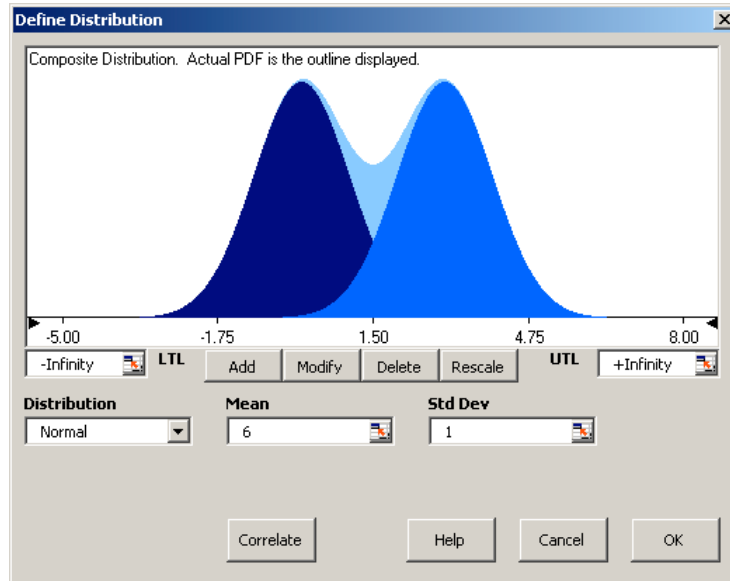 Define Distribution
Composite Distribution. Actual PDF is the outline displayed.
-5.00 -1.75 1.50 4.75 8.00
-Infinity LTL Add Modify Delete Rescale UTL +Infinity
Distribution Mean Std Dev
Normal 6 1
Correlate Help Cancel OK